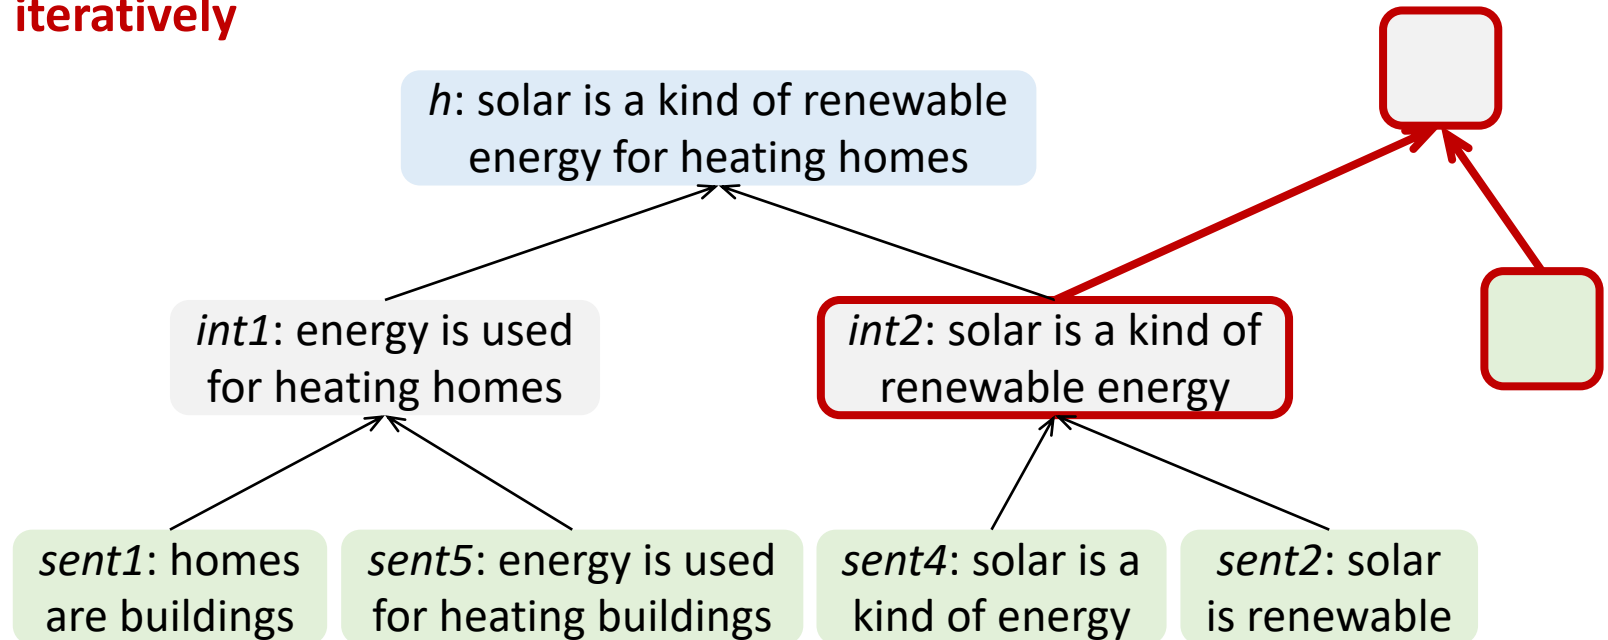 iteratively
h: solar is a kind of renewable
energy for heating homes
int1: energy is used
for heating homes
int2: solar is a kind of
renewable energy
sent1: homes
are buildings
sent5: energy is used
for heating buildings
sent4: solar is a
kind of energy
sent2: solar
is renewable